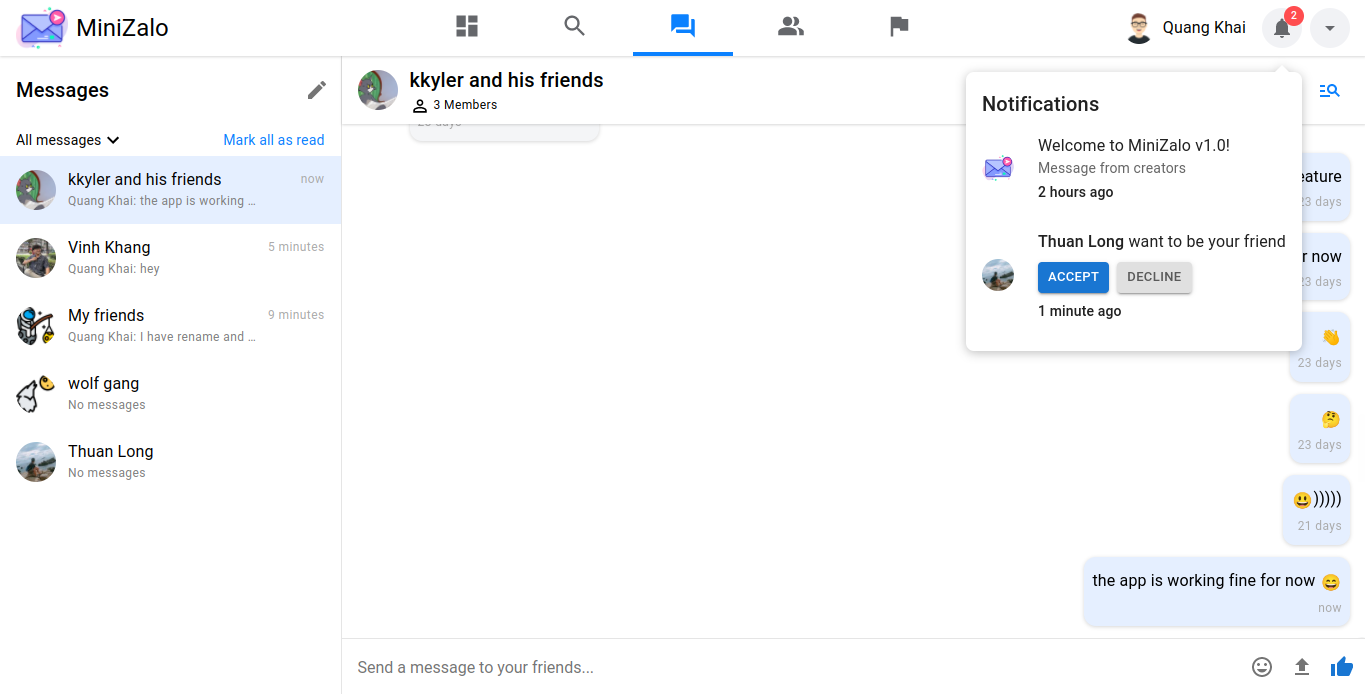 MiniZalo
Quang Khai
2
Messages
All messages
Mark all as read
kkyler and his friends
now
Quang Khai: the app is working …
Vinh Khang
5 minutes
Quang Khai: hey
My friends
9 minutes
Quang Khai: I have rename and …
wolf gang
No messages
Thuan Long
No messages
kkyler and his friends
3 Members
Notifications
Welcome to MiniZalo v1.0!
Message from creators
2 hours ago
Thuan Long want to be your friend
ACCEPT
DECLINE
1 minute ago
eature
23 days
r now
23 days
👏
23 days
🤔
23 days
😃)))))
21 days
the app is working fine for now 😄
now
Send a message to your friends...